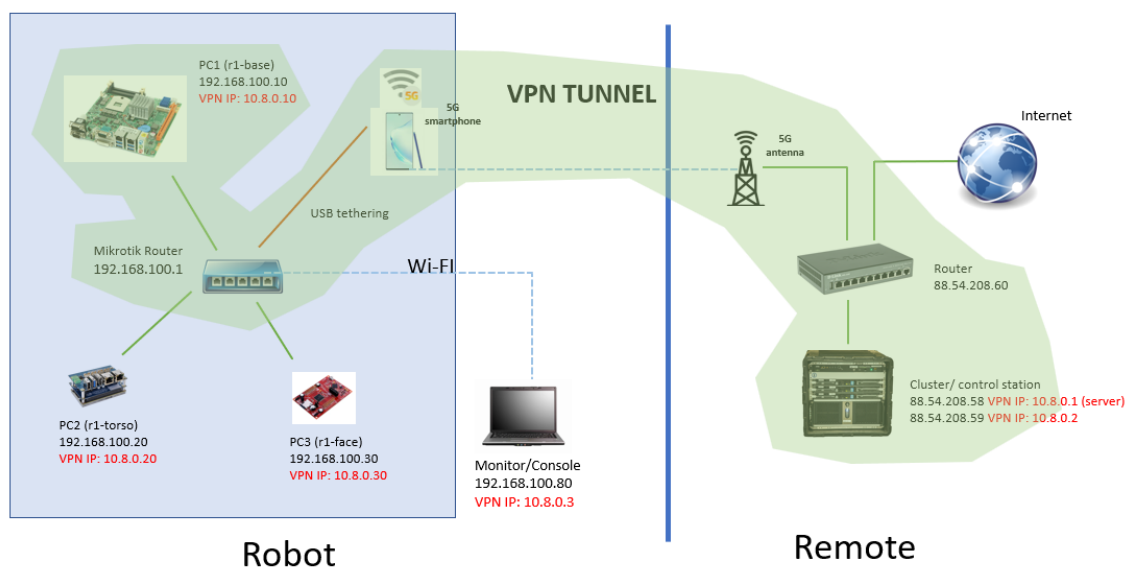 PC1 (r1-base)
192.168.100.10
VPN IP: 10.8.0.10
5G
5G
smartphone
VPN TUNNEL
5G
antenna
Internet
USB tethering
Mikrotik Router
192.168.100.1
Wi-FI
Router
88.54.208.60
PC2 (r1-torso)
192.168.100.20
VPN IP: 10.8.0.20
PC3 (r1-face)
192.168.100.30
VPN IP: 10.8.0.30
Monitor/Console
192.168.100.80
VPN IP: 10.8.0.3
Cluster/ control station
88.54.208.58 VPN IP: 10.8.0.1 (server)
88.54.208.59 VPN IP: 10.8.0.2
Robot
Remote